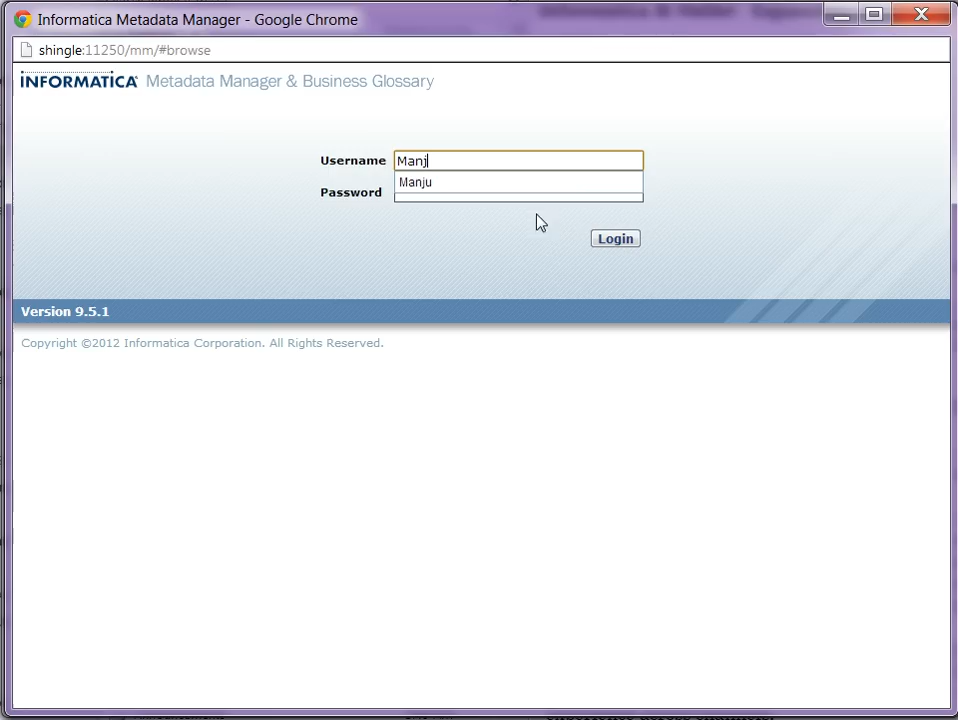 Informatica Metadata Manager - Google Chrome
shingle:11250/mm/#browse
INFORMATICA Metadata Manager & Business Glossary
Username Manj
Manju
Password
Login
Version 9.5.1
Copyright ©2012 Informatica Corporation. All Rights Reserved.